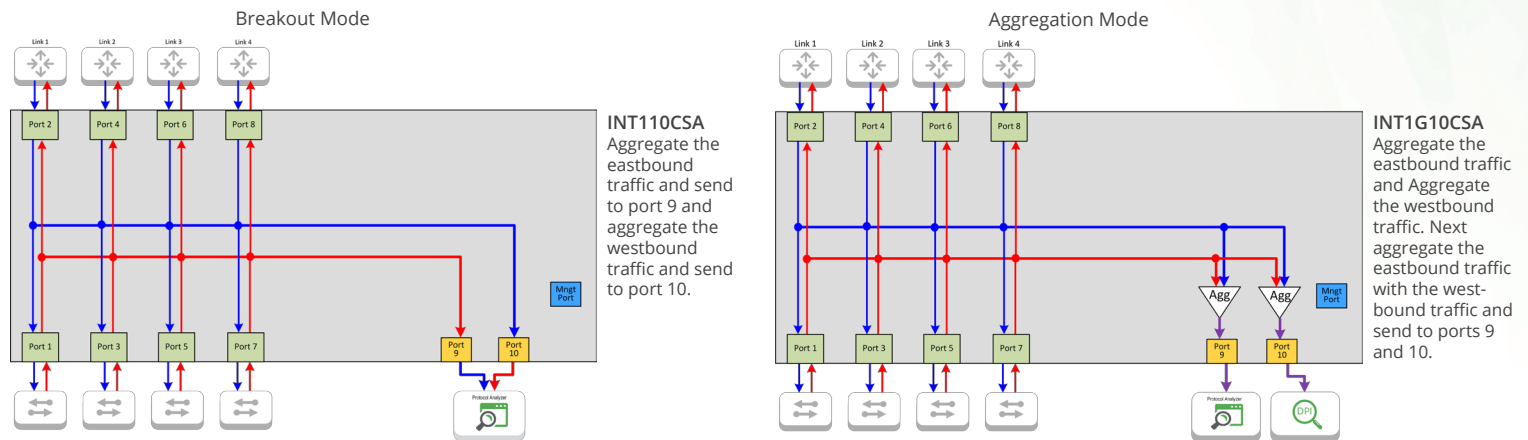 Breakout Mode
Link 1
Link 2
Link 3
Link 4
Port 2
Port 4
Port 6
Port 8
Mngt
Port
Port 1
Port 3
Port 5
Port 7
Port
9
Port
10
Protocol Analyzer
INT110CSA
Aggregate the
eastbound
traffic and send
to port 9 and
aggregate the
westbound
traffic and send
to port 10.
Aggregation Mode
Link 1
Link 2
Link 3
Link 4
Port 2
Port 4
Port 6
Port 8
Agg
Agg
Mngt
Port
Port 1
Port 3
Port 5
Port 7
Port
9
Port
10
Protocol Analyzer
DPI
INT1G10CSA
Aggregate the
eastbound traffic
and Aggregate
the westbound
traffic. Next
aggregate the
eastbound traffic
with the west-
bound traffic and
send to ports 9
and 10.